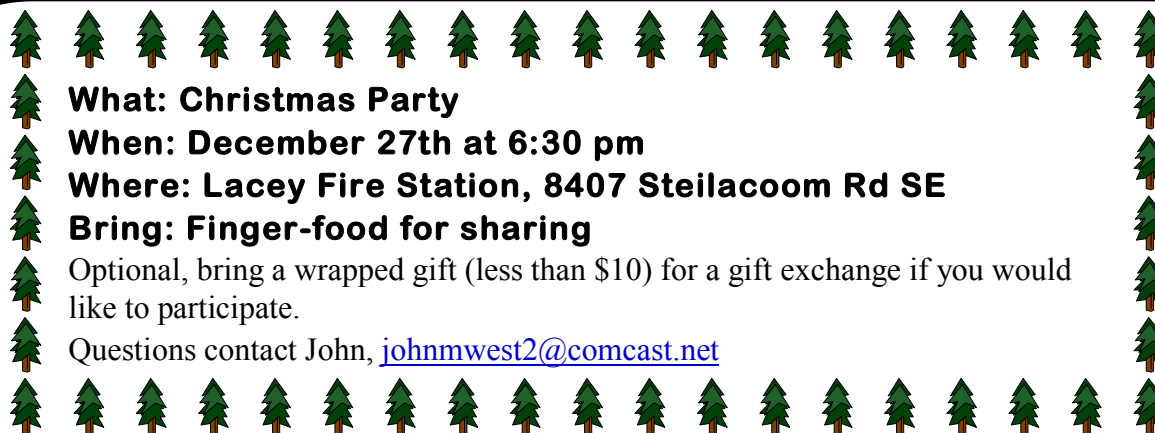 What: Christmas Party
When: December 27th at 6:30 pm
Where: Lacey Fire Station, 8407 Steilacoom Rd SE
Bring: Finger-food for sharing
Optional, bring a wrapped gift (less than $10) for a gift exchange if you would
like to participate.
Questions contact John, johnmwest2@comcast.net